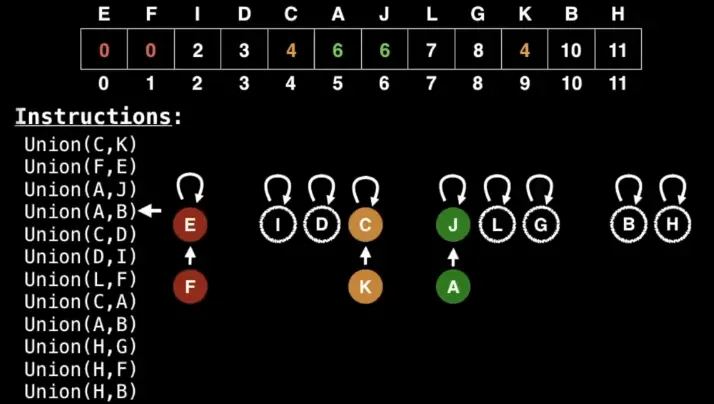 E F I D C A J L G K B H
0 0 2 3 4 6 6 7 8 4 10 11
0 1 2 3 4 5 6 7 8 9 10 11
Instructions:
Union(C,K)
Union(F,E)
Union(A,J)
Union(A,B)
Union(C,D)
Union(D,I)
Union(L,F)
Union(C,A)
Union(A,B)
Union(H,G)
Union(H,F)
Union(H,B)
E I D C J L G B H
F K A